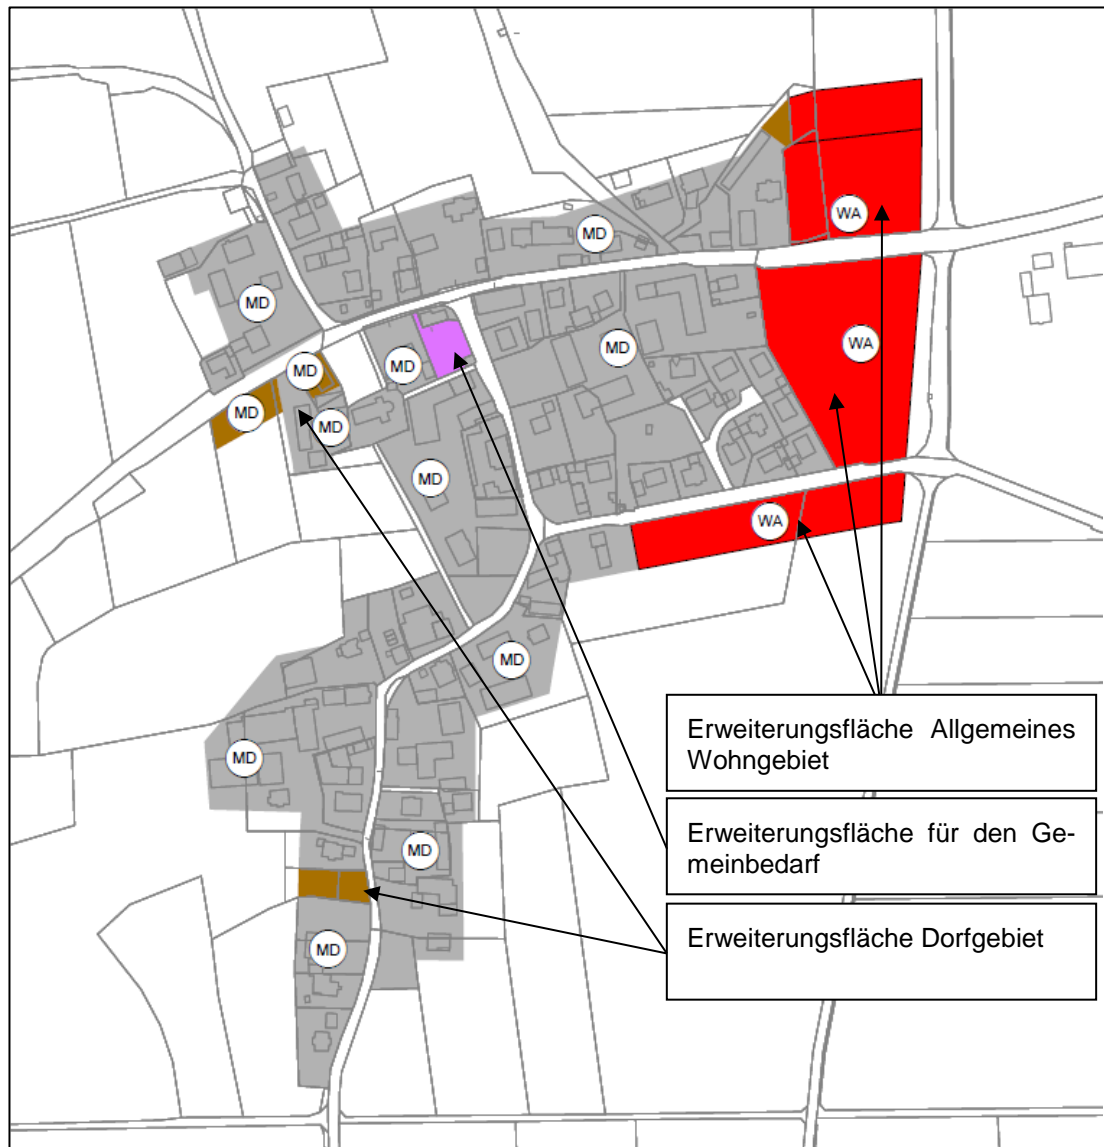 WA
MD
MD
WA
MD
MD
MD
MD
MD
MD
WA
MD
MD
MD
MD
Erweiterungsfläche Allgemeines
Wohngebiet
Erweiterungsfläche für den Ge-
meinbedarf
Erweiterungsfläche Dorfgebiet